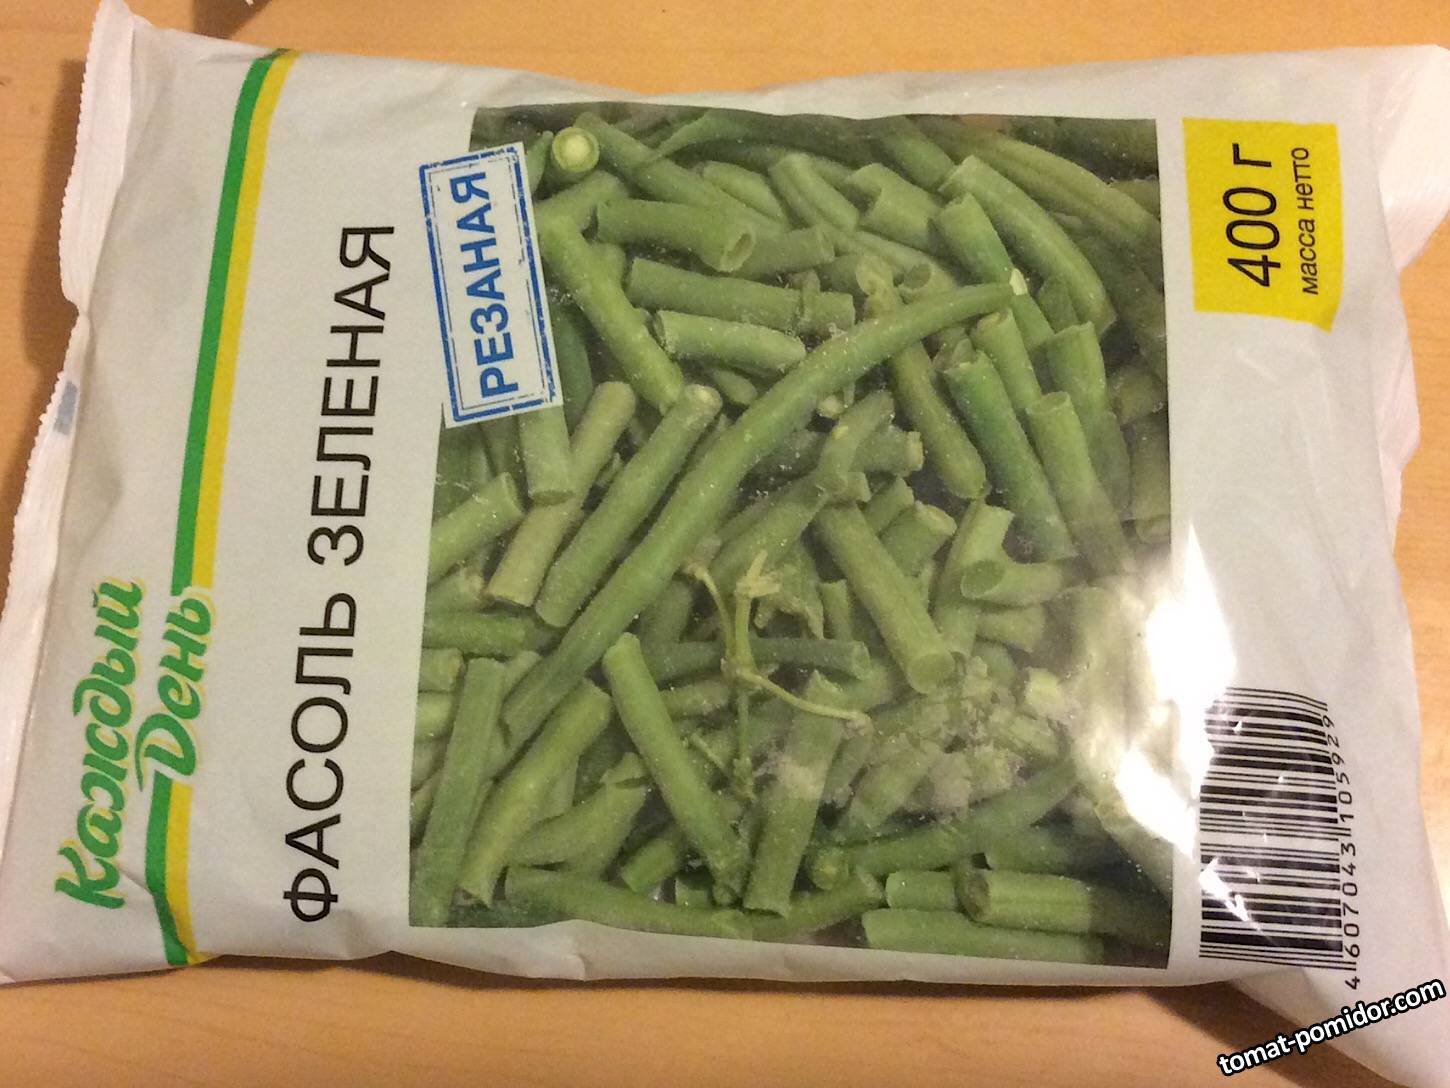 Каждый
День
ФАСОЛЬ ЗЕЛЕНАЯ
РЕЗАНАЯ
400 г
масса нетто
4 607043 105929
tomat-pomidor.com